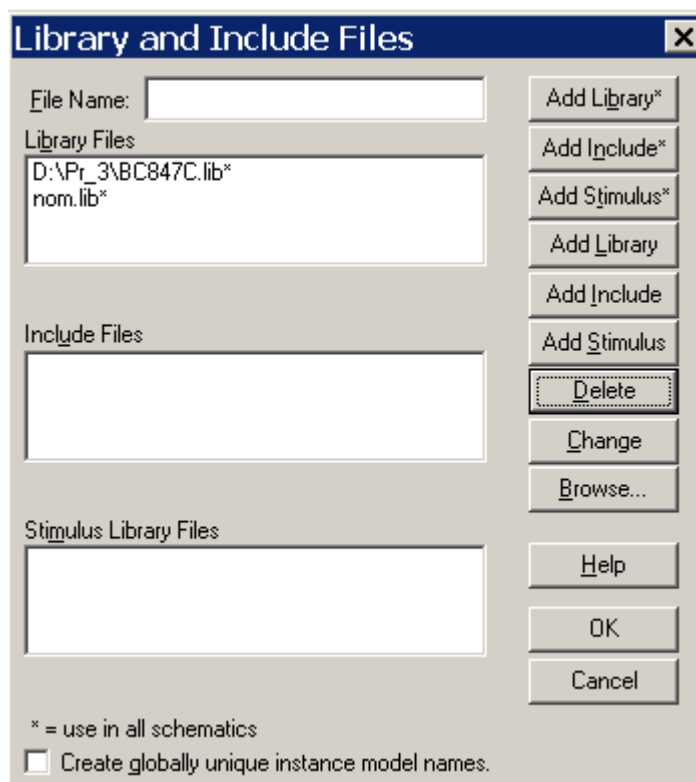 Library and Include Files
File Name:
Add Library*
Library Files
Add Include*
D:\Pr_3\BC847C.lib*
nom.lib*
Add Stimulus*
Add Library
Add Include
Include Files
Add Stimulus
Delete
Change
Browse...
Stimulus Library Files
Help
OK
Cancel
* = use in all schematics
Create globally unique instance model names.